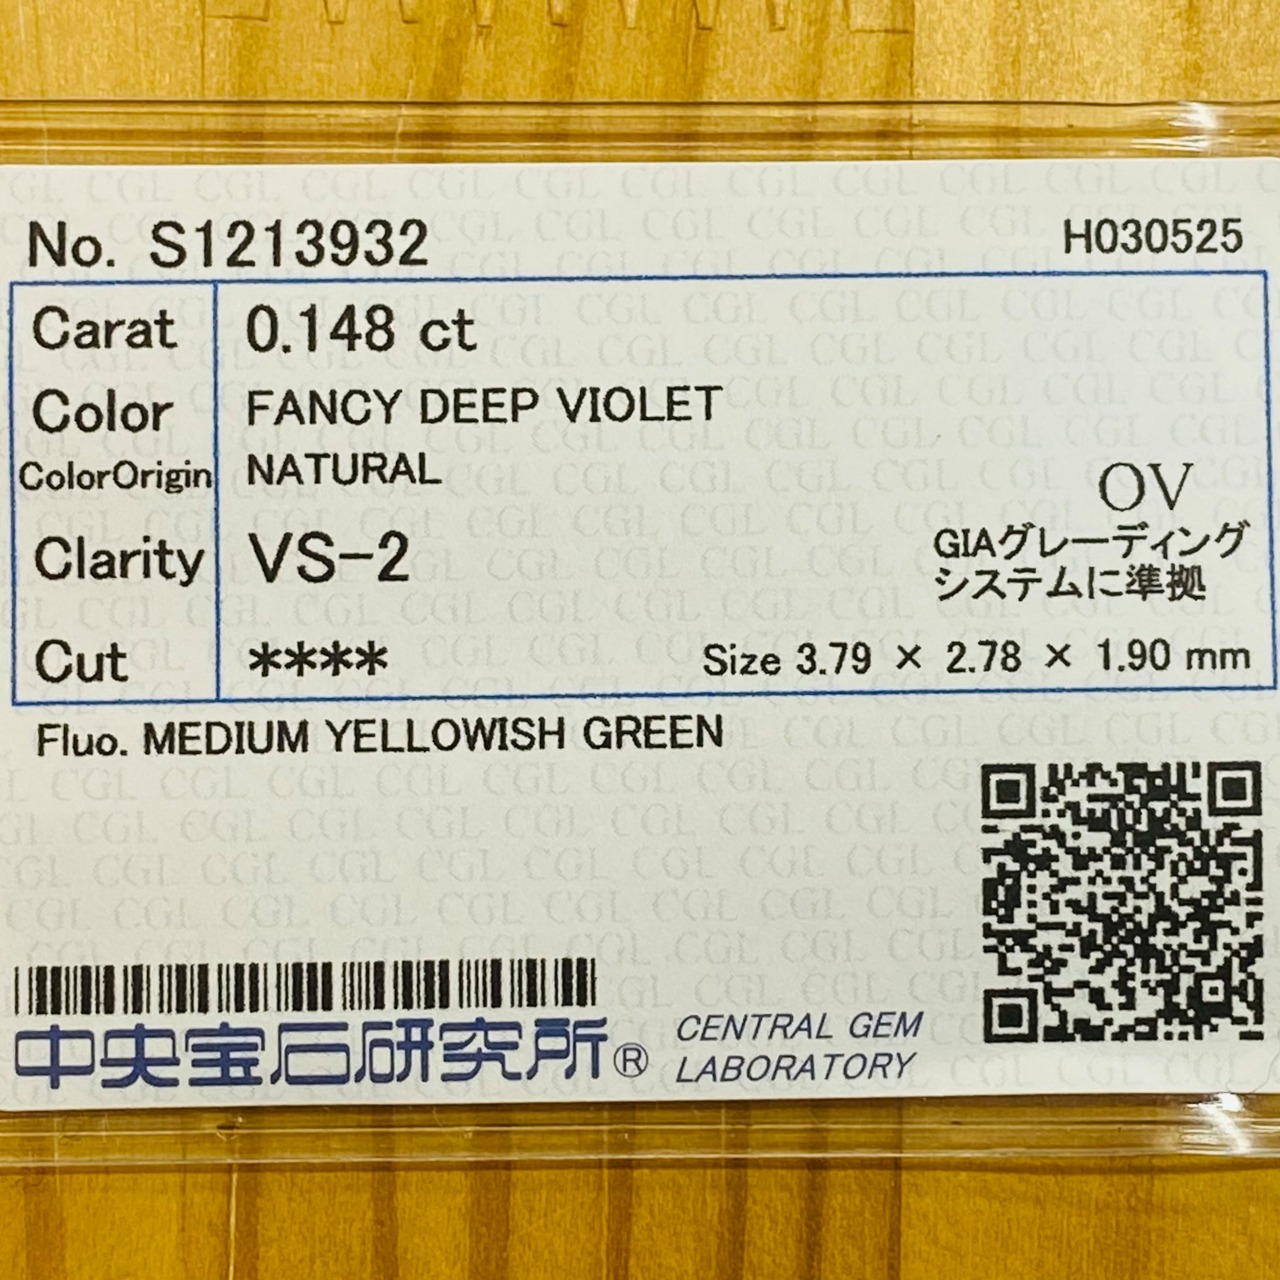 No. S1213932
H030525
Carat 0.148 ct
Color FANCY DEEP VIOLET
ColorOrigin NATURAL
OV
Clarity VS-2
GIAグレーディング
システムに準拠
Cut ****
Size 3.79 × 2.78 × 1.90 mm
Fluo. MEDIUM YELLOWISH GREEN
中央宝石研究所®
CENTRAL GEM
LABORATORY